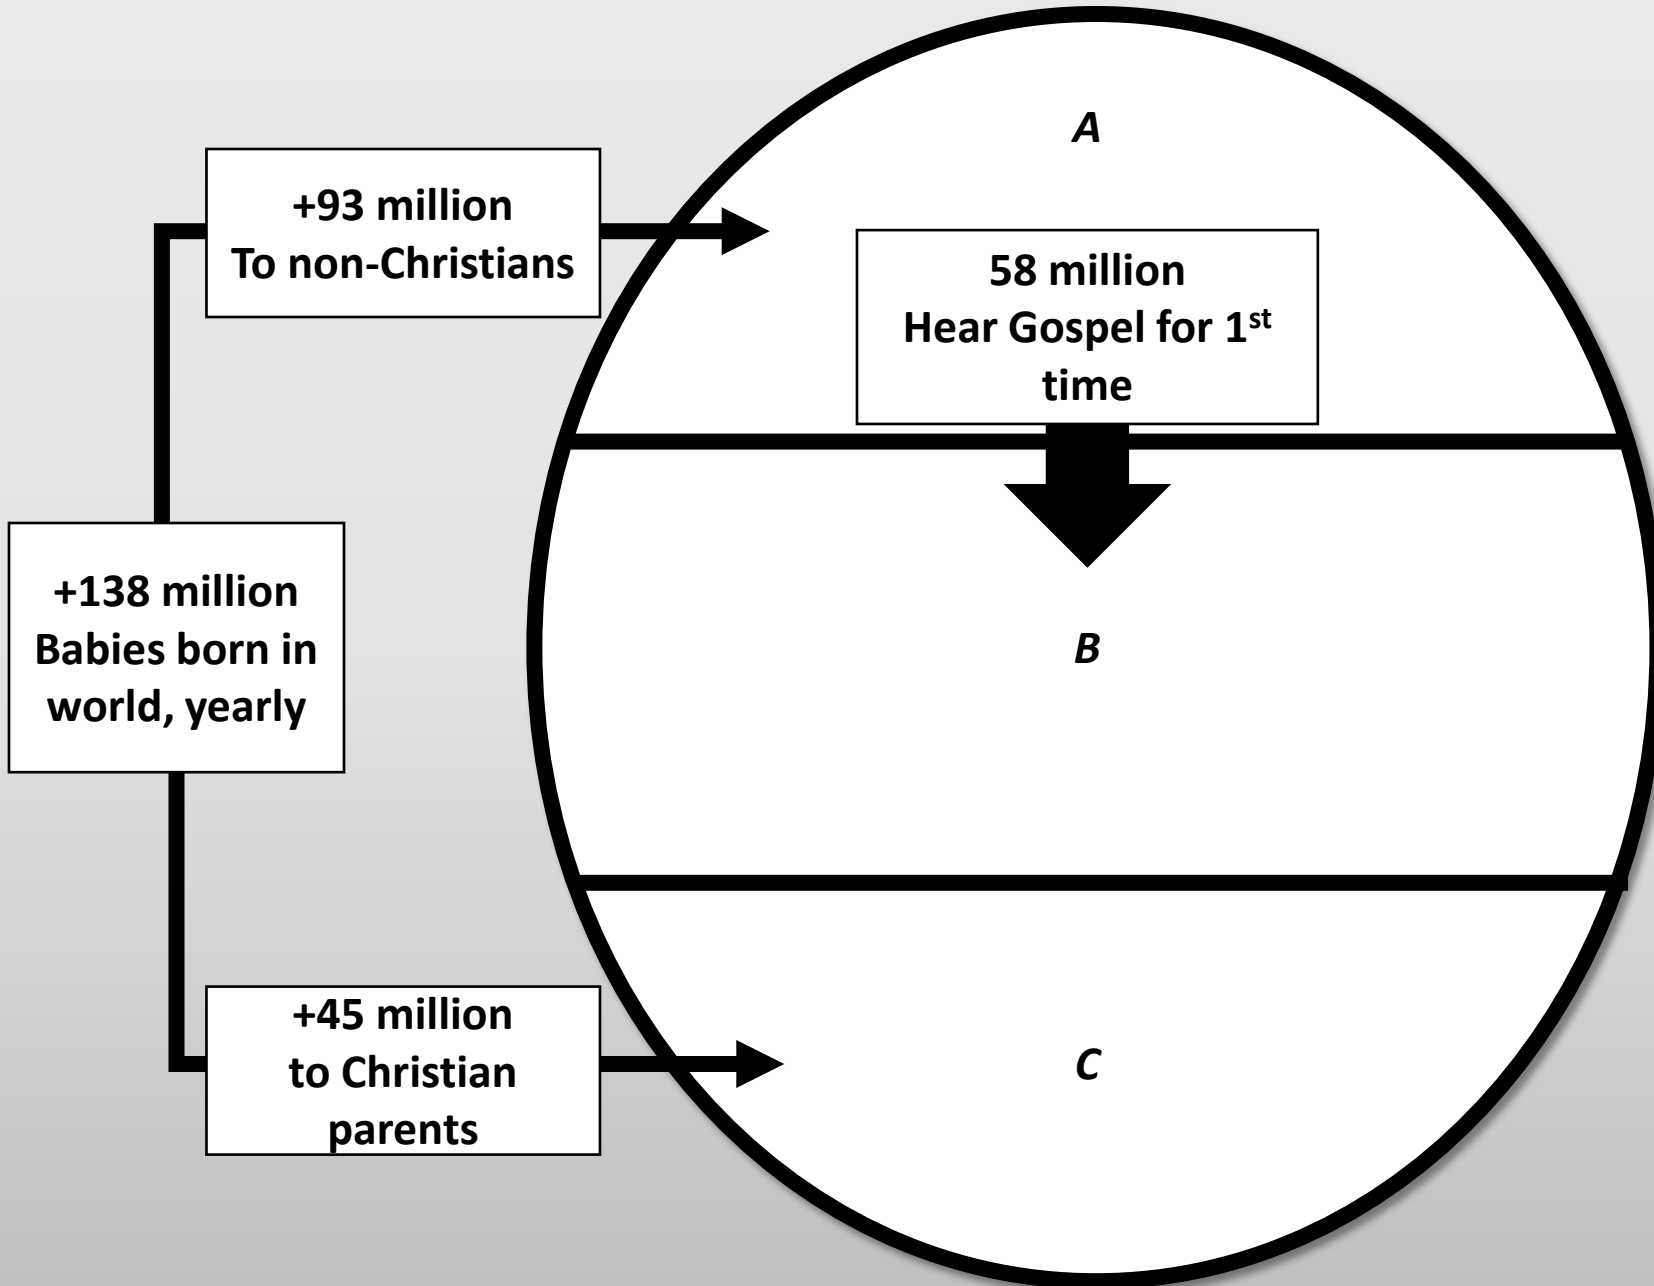 A
+93 million
To non-Christians
58 million
Hear Gospel for 1st
time
+138 million
Babies born in
world, yearly
B
+45 million
to Christian
parents
C